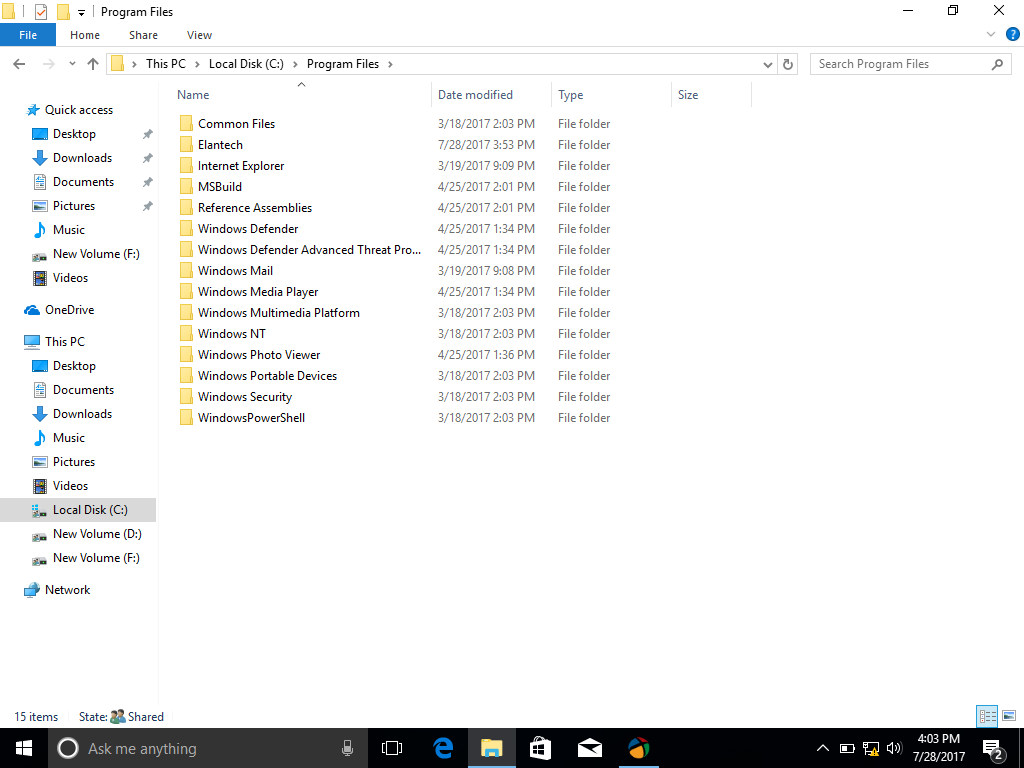 Program Files
File Home Share View
This PC Local Disk (C:) Program Files
Search Program Files
Name Date modified Type Size
Quick access
Desktop
Downloads
Documents
Pictures
Music
New Volume (F:)
Videos
OneDrive
This PC
Desktop
Documents
Downloads
Music
Pictures
Videos
Local Disk (C:)
New Volume (D:)
New Volume (F:)
Network
Common Files 3/18/2017 2:03 PM File folder
Elantech 7/28/2017 3:53 PM File folder
Internet Explorer 3/19/2017 9:09 PM File folder
MSBuild 4/25/2017 2:01 PM File folder
Reference Assemblies 4/25/2017 2:01 PM File folder
Windows Defender 4/25/2017 1:34 PM File folder
Windows Defender Advanced Threat Pro... 4/25/2017 1:34 PM File folder
Windows Mail 3/19/2017 9:08 PM File folder
Windows Media Player 4/25/2017 1:34 PM File folder
Windows Multimedia Platform 3/18/2017 2:03 PM File folder
Windows NT 3/18/2017 2:03 PM File folder
Windows Photo Viewer 4/25/2017 1:36 PM File folder
Windows Portable Devices 3/18/2017 2:03 PM File folder
Windows Security 3/18/2017 2:03 PM File folder
WindowsPowerShell 3/18/2017 2:03 PM File folder
15 items State: Shared
Ask me anything
4:03 PM
7/28/2017
2